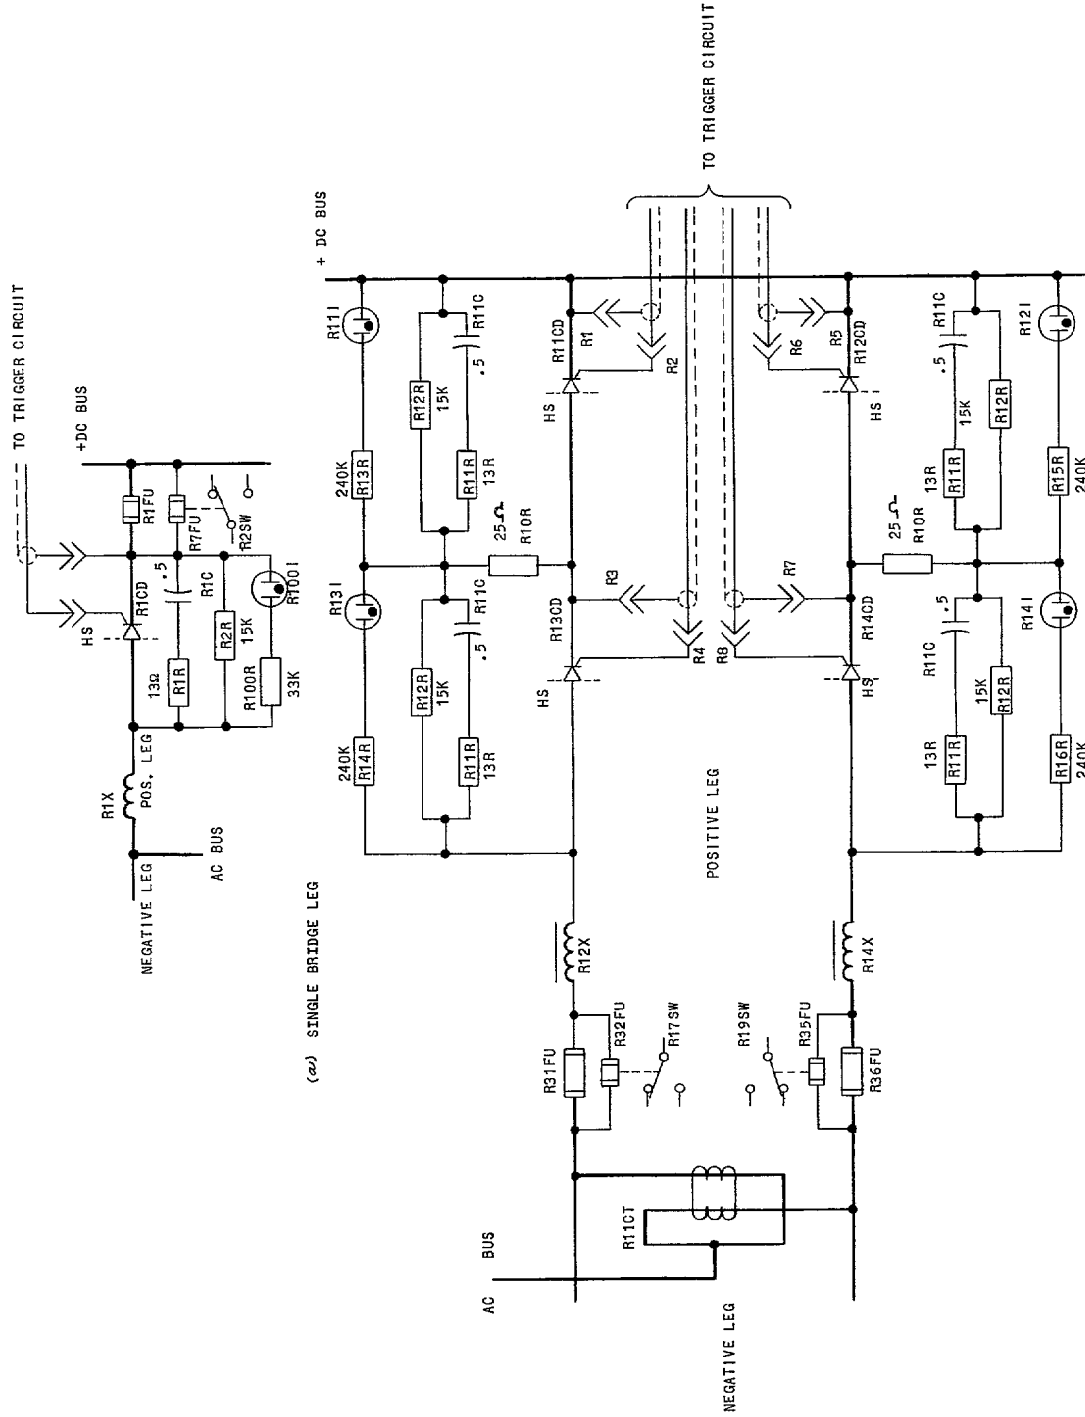 TO TRIGGER CIRCUIT
+DC BUS
R1FU
R7FU
R2SW
HS
R1CD
.5
R1C
R100I
13Ω
R1R
R2R
15K
R100R
33K
R1X
POS. LEG
NEGATIVE LEG
AC BUS
(a) SINGLE BRIDGE LEG
TO TRIGGER CIRCUIT
+ DC BUS
R11I
R11C
.5
R12R
15K
240K
R13R
R11R
13R
25Ω
R10R
R11CD
R1
R2
HS
R6
R5
R12CD
HS
R11C
.5
R12I
15K
R12R
13R
R11R
R15R
240K
25Ω
R10R
R13I
R11C
.5
R12R
15K
240K
R14R
R11R
13R
R13CD
R3
R4
HS
R7
R8
R14CD
HS
R11C
.5
R14I
15K
R12R
13R
R11R
R16R
240K
POSITIVE LEG
R12X
R14X
R31FU
R32FU
R17SW
R19SW
R35FU
R36FU
R11CT
AC BUS
NEGATIVE LEG